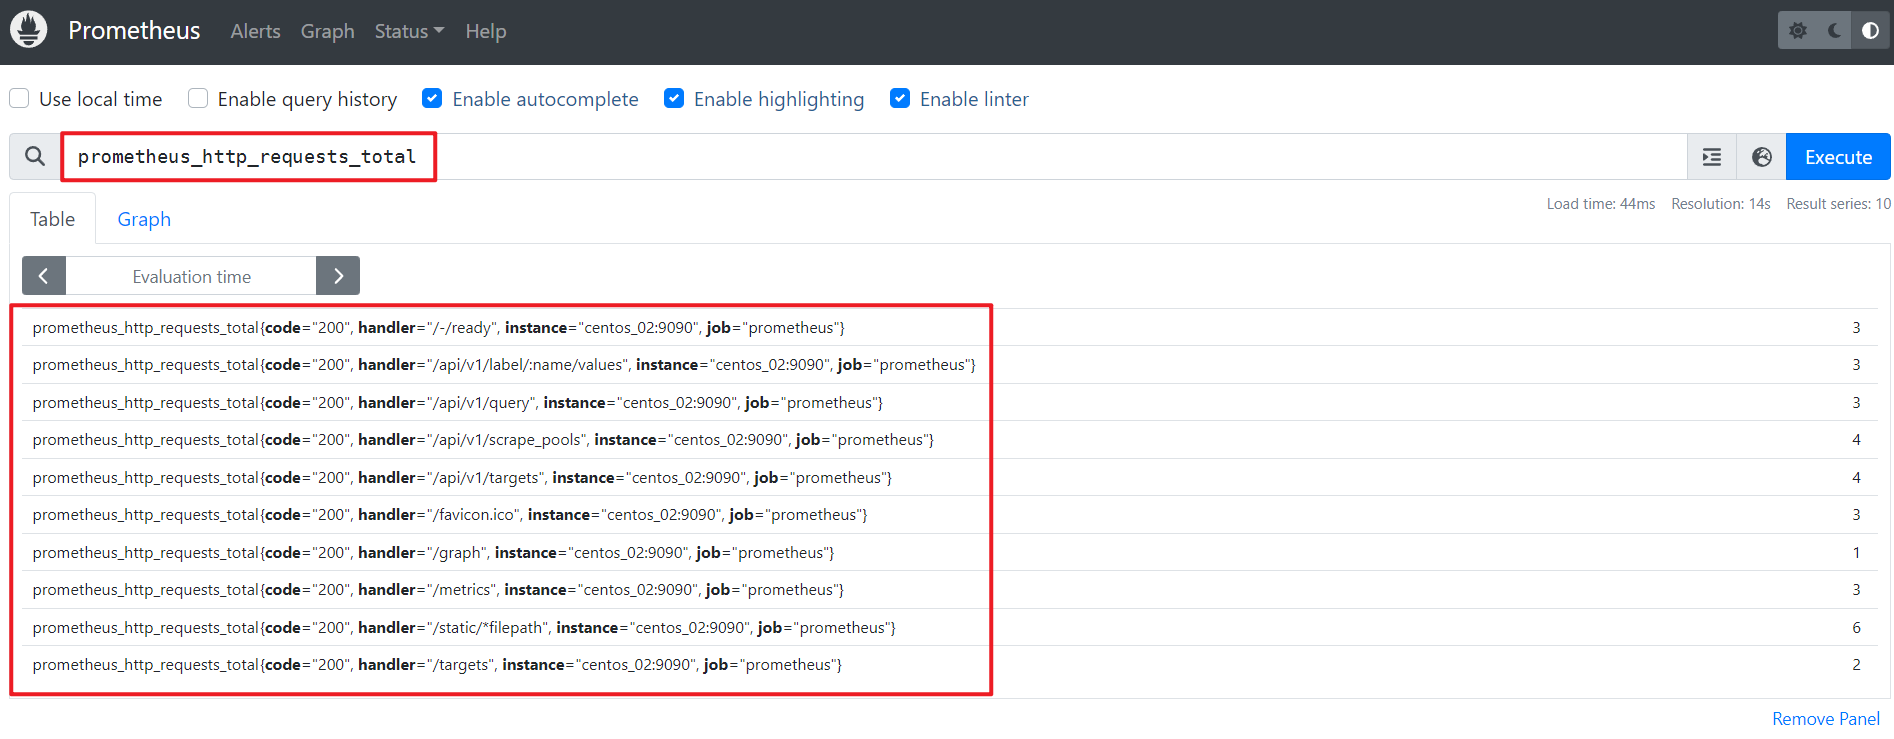 Prometheus Alerts Graph Status Help
Use local time Enable query history Enable autocomplete Enable highlighting Enable linter
prometheus_http_requests_total Execute
Table Graph Load time: 44ms Resolution: 14s Result series: 10
Evaluation time
prometheus_http_requests_total{code="200", handler="/-/ready", instance="centos_02:9090", job="prometheus"} 3
prometheus_http_requests_total{code="200", handler="/api/v1/label/:name/values", instance="centos_02:9090", job="prometheus"} 3
prometheus_http_requests_total{code="200", handler="/api/v1/query", instance="centos_02:9090", job="prometheus"} 3
prometheus_http_requests_total{code="200", handler="/api/v1/scrape_pools", instance="centos_02:9090", job="prometheus"} 4
prometheus_http_requests_total{code="200", handler="/api/v1/targets", instance="centos_02:9090", job="prometheus"} 4
prometheus_http_requests_total{code="200", handler="/favicon.ico", instance="centos_02:9090", job="prometheus"} 3
prometheus_http_requests_total{code="200", handler="/graph", instance="centos_02:9090", job="prometheus"} 1
prometheus_http_requests_total{code="200", handler="/metrics", instance="centos_02:9090", job="prometheus"} 3
prometheus_http_requests_total{code="200", handler="/static/*filepath", instance="centos_02:9090", job="prometheus"} 6
prometheus_http_requests_total{code="200", handler="/targets", instance="centos_02:9090", job="prometheus"} 2
Remove Panel